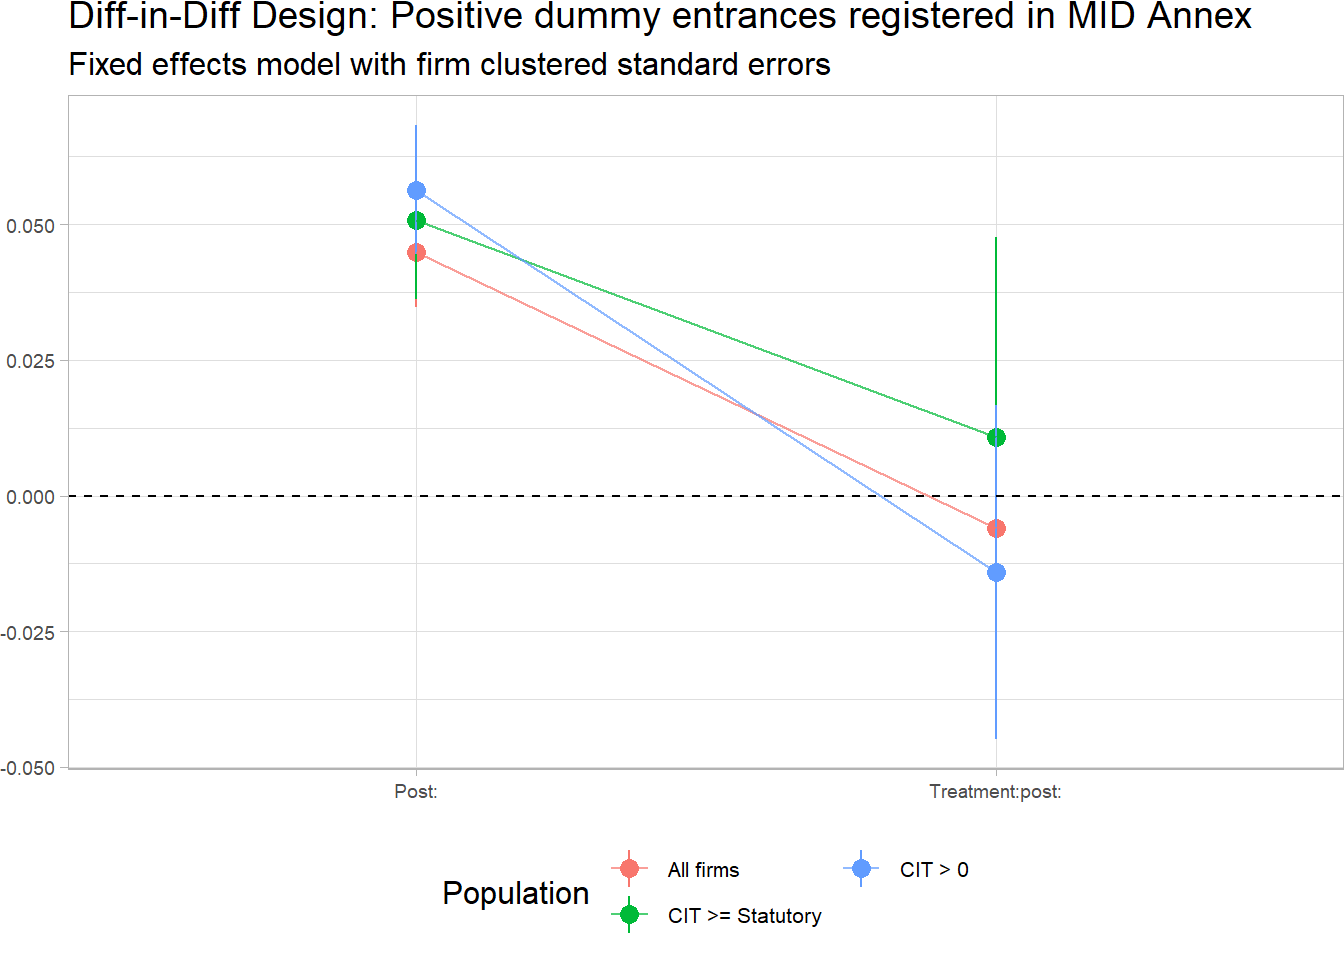 Diff-in-Diff Design: Positive dummy entrances registered in MID Annex
Fixed effects model with firm clustered standard errors
0.050
0.025
0.000
-0.025
-0.050
Post:
Treatment:post:
Population
All firms
CIT > 0
CIT >= Statutory